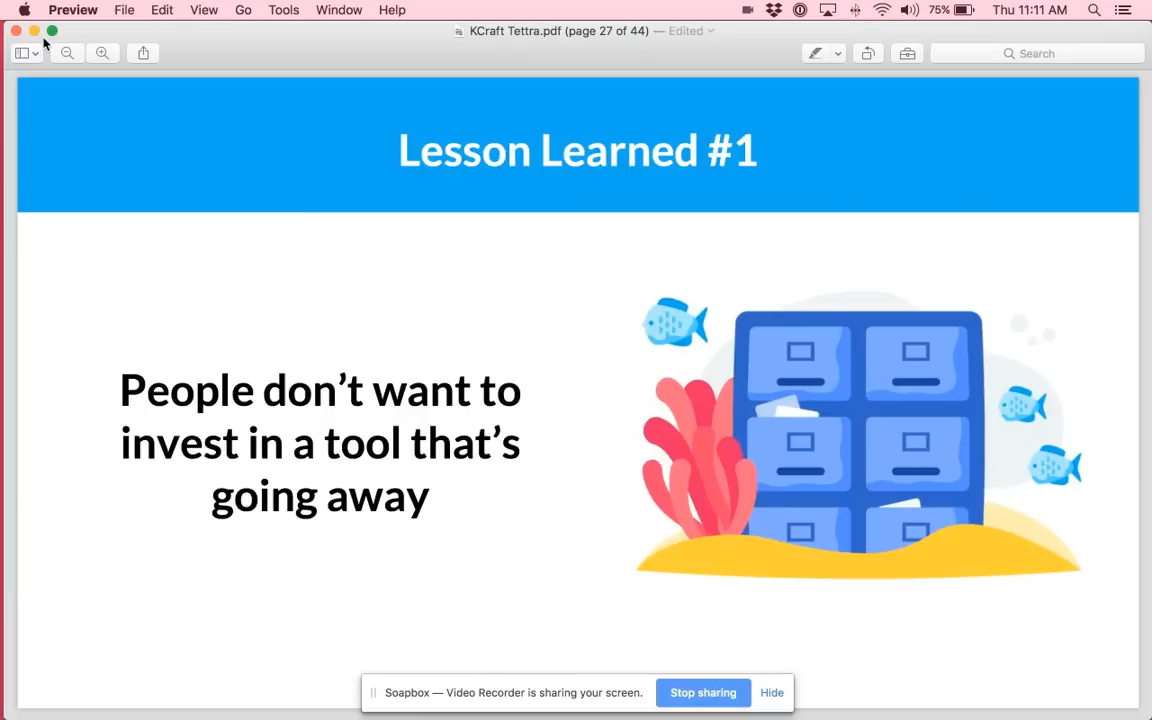 Preview File Edit View Go Tools Window Help 75% Thu 11:11 AM
KCraft Tettra.pdf (page 27 of 44) — Edited
Search
Lesson Learned #1
People don't want to
invest in a tool that's
going away
Soapbox — Video Recorder is sharing your screen. Stop sharing Hide